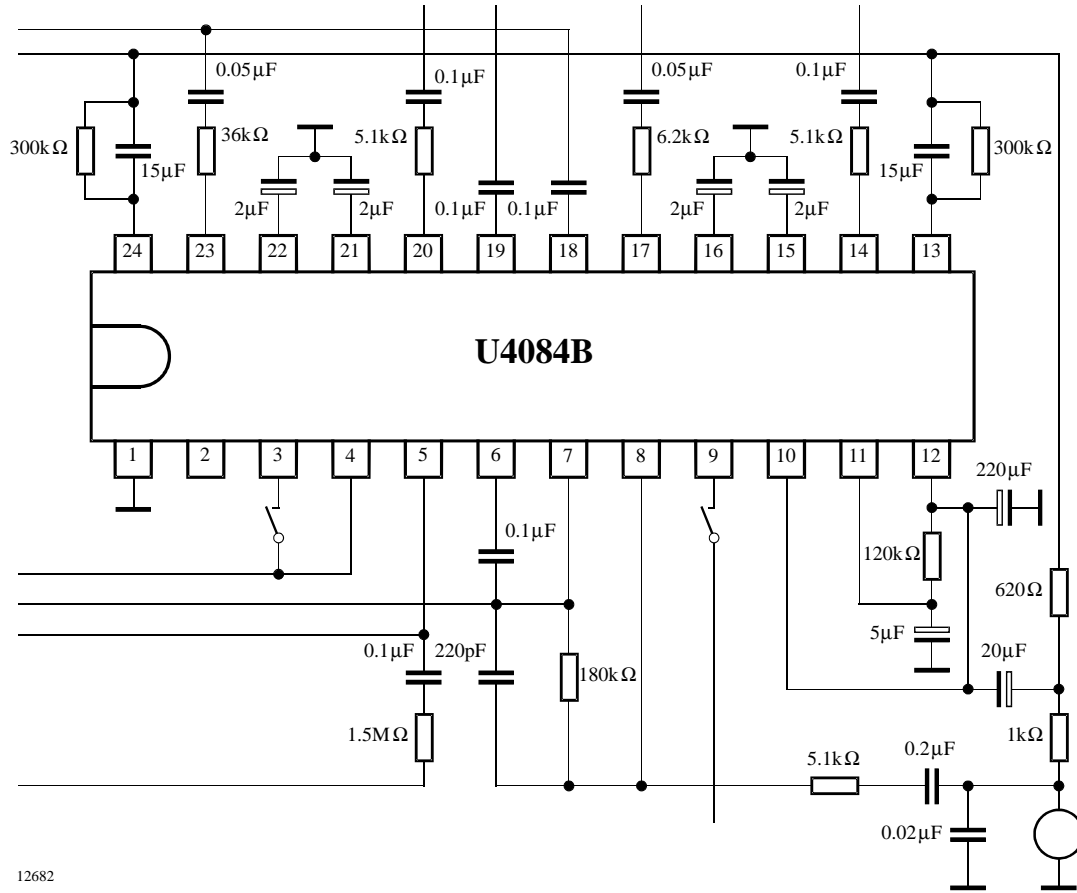 0.05μF
0.1μF
0.05μF
0.1μF
300kΩ
15μF
36kΩ
5.1kΩ
6.2kΩ
5.1kΩ
15μF
300kΩ
2μF
2μF
0.1μF
0.1μF
2μF
2μF
24
23
22
21
20
19
18
17
16
15
14
13
U4084B
1
2
3
4
5
6
7
8
9
10
11
12
220μF
0.1μF
120kΩ
620Ω
5μF
0.1μF
220pF
180kΩ
20μF
1.5MΩ
1kΩ
5.1kΩ
0.2μF
0.02μF
12682